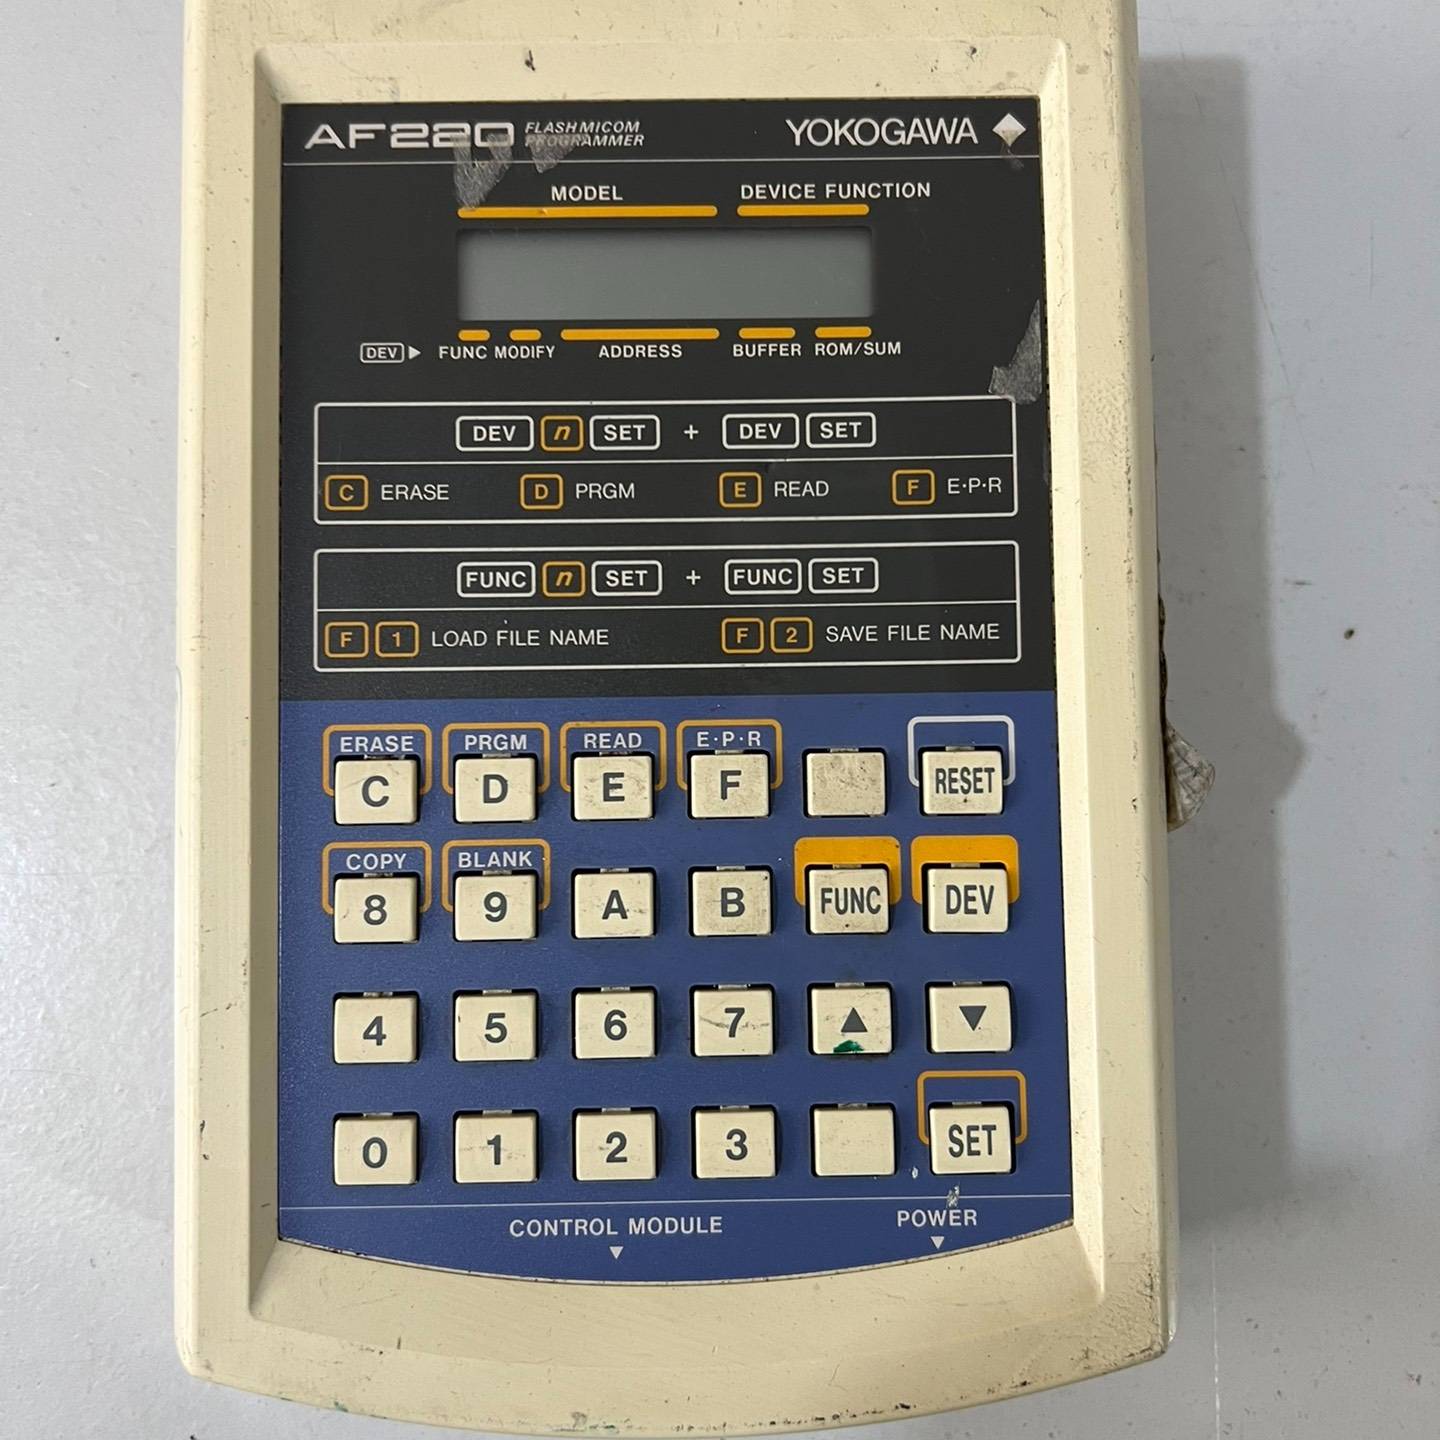 AF220 FLASH MICOM PROGRAMMER YOKOGAWA
MODEL DEVICE FUNCTION
DEV ▶ FUNC MODIFY ADDRESS BUFFER ROM/SUM
DEV n SET + DEV SET
C ERASE D PRGM E READ F E·P·R
FUNC n SET + FUNC SET
F 1 LOAD FILE NAME F 2 SAVE FILE NAME
ERASE PRGM READ E·P·R
C D E F RESET
COPY BLANK
8 9 A B FUNC DEV
4 5 6 7 ▲ ▼
0 1 2 3 SET
CONTROL MODULE POWER
▼ ▼